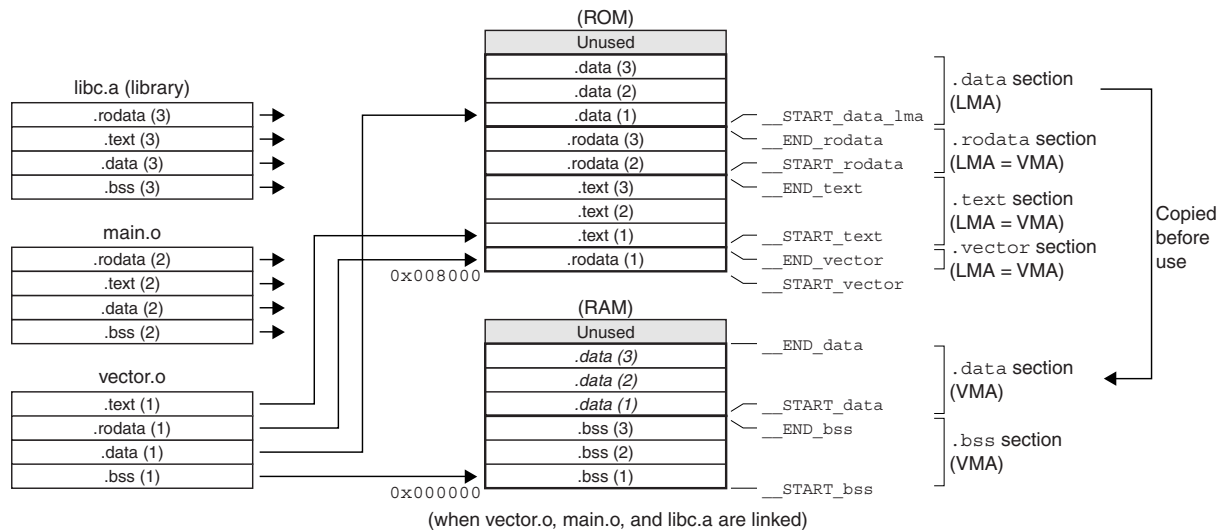 libc.a (library)
.rodata (3)
.text (3)
.data (3)
.bss (3)
main.o
.rodata (2)
.text (2)
.data (2)
.bss (2)
vector.o
.text (1)
.rodata (1)
.data (1)
.bss (1)
(ROM)
Unused
.data (3)
.data (2)
.data (1)
.rodata (3)
.rodata (2)
.text (3)
.text (2)
.text (1)
.rodata (1)
0x008000
__START_data_lma
__END_rodata
__START_rodata
__END_text
__START_text
__END_vector
__START_vector
.data section
(LMA)
.rodata section
(LMA = VMA)
.text section
(LMA = VMA)
.vector section
(LMA = VMA)
Copied
before
use
(RAM)
Unused
.data (3)
.data (2)
.data (1)
.bss (3)
.bss (2)
.bss (1)
0x000000
__END_data
__START_data
__END_bss
__START_bss
.data section
(VMA)
.bss section
(VMA)
(when vector.o, main.o, and libc.a are linked)